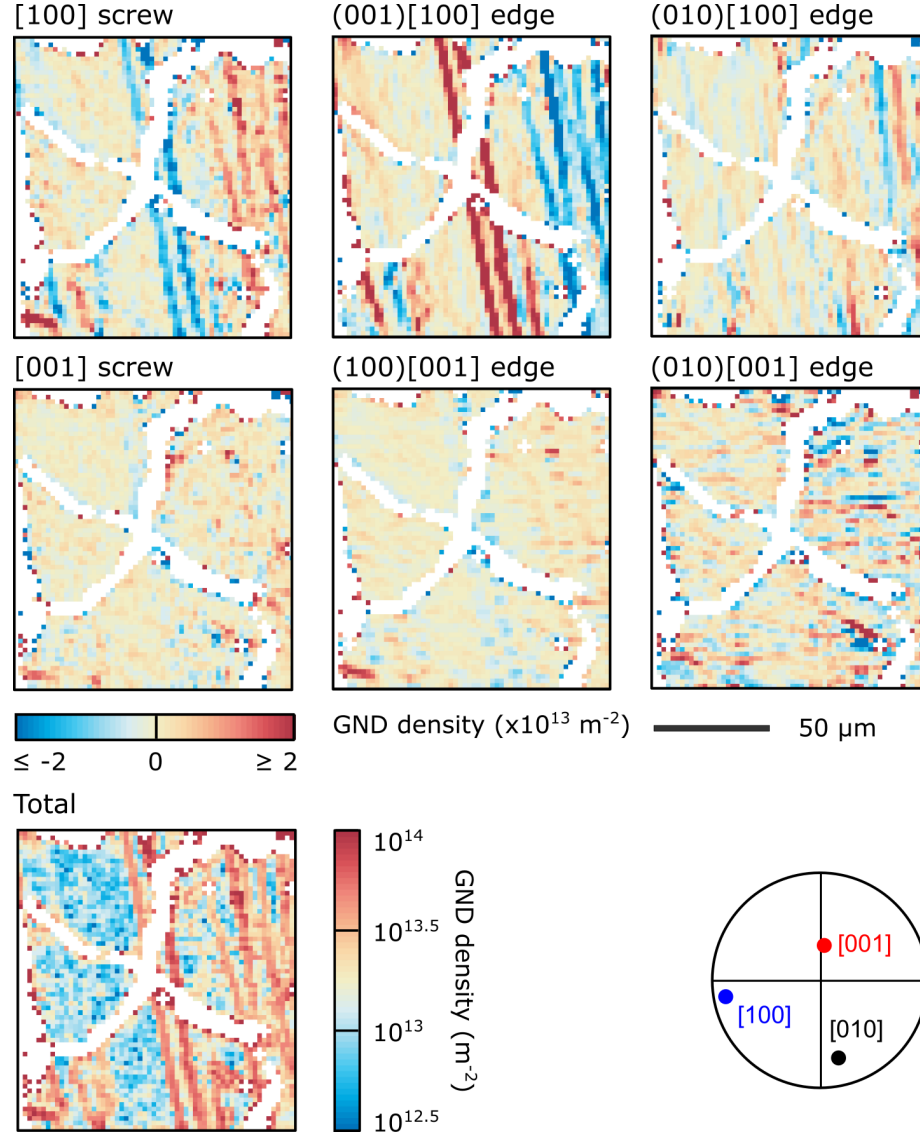 [100] screw (001)[100] edge (010)[100] edge
[001] screw (100)[001] edge (010)[001] edge
≤ -2 0 ≥ 2 GND density (x10¹³ m⁻²) 50 µm
Total
10¹⁴
10¹³·⁵
10¹³
10¹²·⁵
GND density (m⁻²)
[001]
[100]
[010]